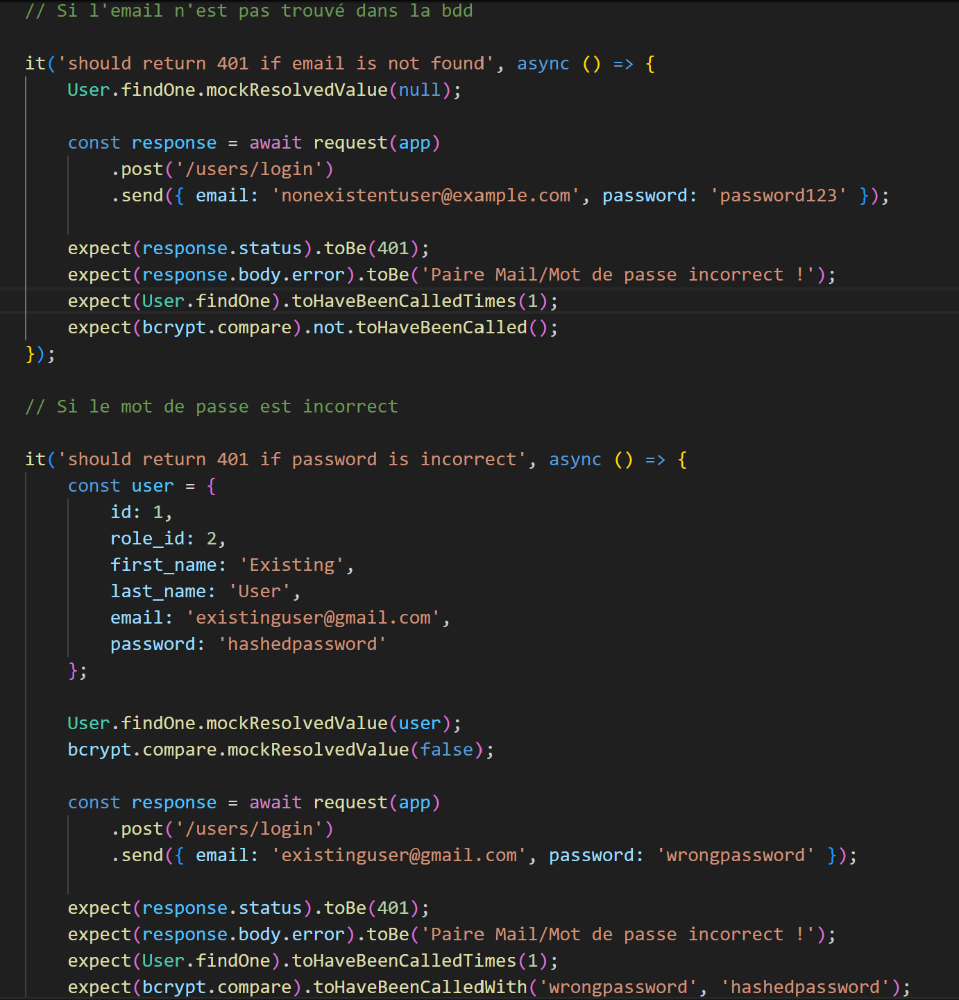 // Si l'email n'est pas trouvé dans la bdd
it('should return 401 if email is not found', async () => {
User.findOne.mockResolvedValue(null);
const response = await request(app)
.post('/users/login')
.send({ email: 'nonexistentuser@example.com', password: 'password123' });
expect(response.status).toBe(401);
expect(response.body.error).toBe('Paire Mail/Mot de passe incorrect !');
expect(User.findOne).toHaveBeenCalledTimes(1);
expect(bcrypt.compare).not.toHaveBeenCalled();
});
// Si le mot de passe est incorrect
it('should return 401 if password is incorrect', async () => {
const user = {
id: 1,
role_id: 2,
first_name: 'Existing',
last_name: 'User',
email: 'existinguser@gmail.com',
password: 'hashedpassword'
};
User.findOne.mockResolvedValue(user);
bcrypt.compare.mockResolvedValue(false);
const response = await request(app)
.post('/users/login')
.send({ email: 'existinguser@gmail.com', password: 'wrongpassword' });
expect(response.status).toBe(401);
expect(response.body.error).toBe('Paire Mail/Mot de passe incorrect !');
expect(User.findOne).toHaveBeenCalledTimes(1);
expect(bcrypt.compare).toHaveBeenCalledWith('wrongpassword', 'hashedpassword');